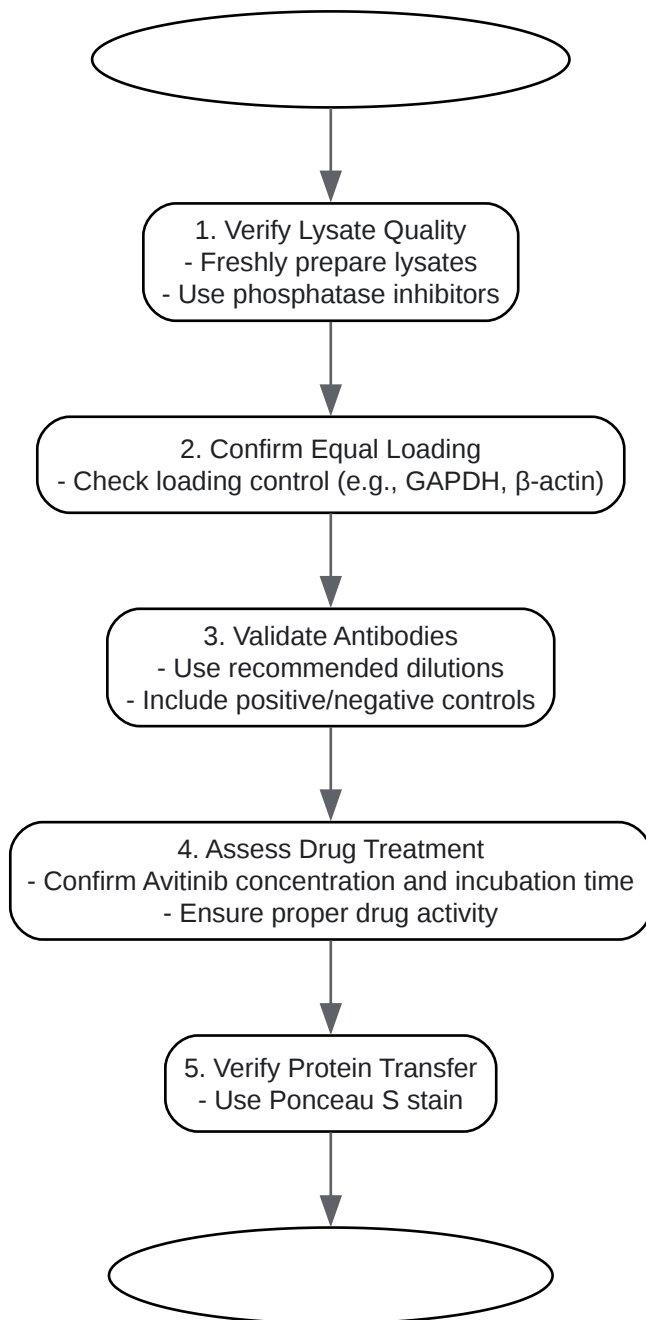 1. Verify Lysate Quality
- Freshly prepare lysates
- Use phosphatase inhibitors
2. Confirm Equal Loading
- Check loading control (e.g., GAPDH, β-actin)
3. Validate Antibodies
- Use recommended dilutions
- Include positive/negative controls
4. Assess Drug Treatment
- Confirm Avitinib concentration and incubation time
- Ensure proper drug activity
5. Verify Protein Transfer
- Use Ponceau S stain